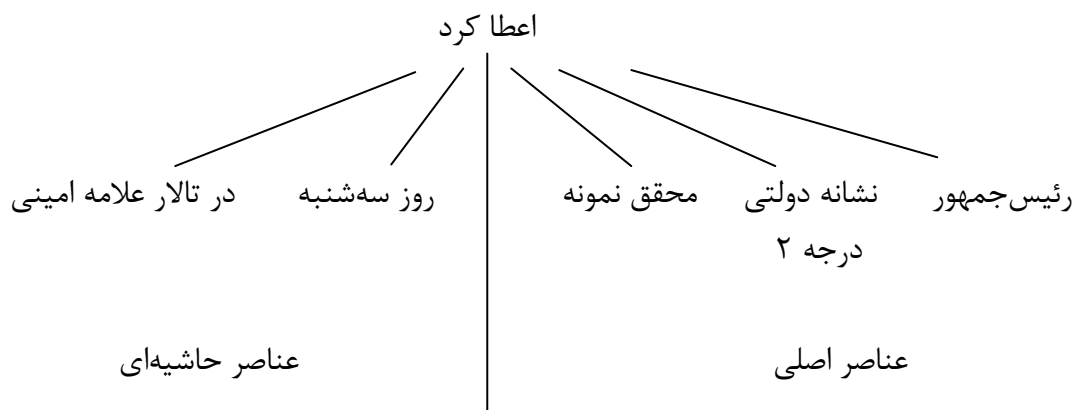 اعطا کرد
رئیس‌جمهور نشانه دولتی محقق نمونه روز سه‌شنبه در تالار علامه امینی
درجه ۲
عناصر اصلی عناصر حاشیه‌ای